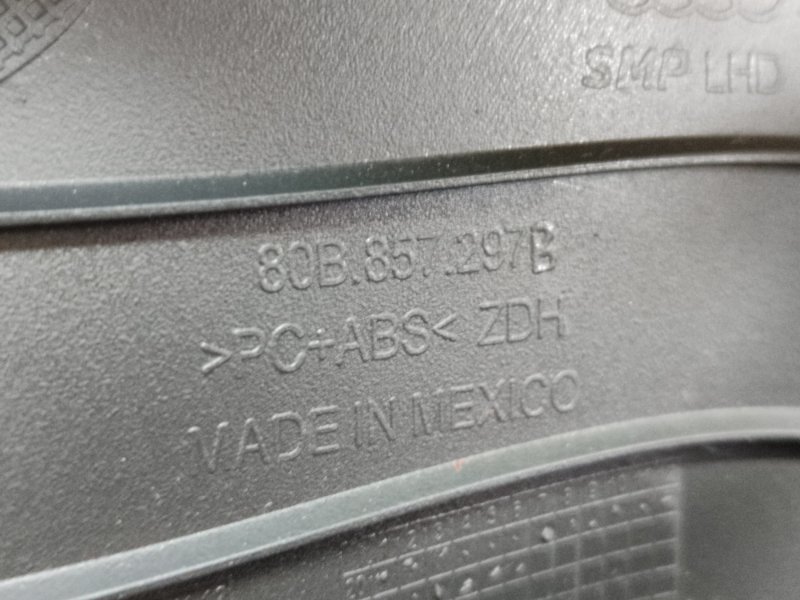 SMP LHD
80B.857.297B
>PC+ABS< ZDH
MADE IN MEXICO